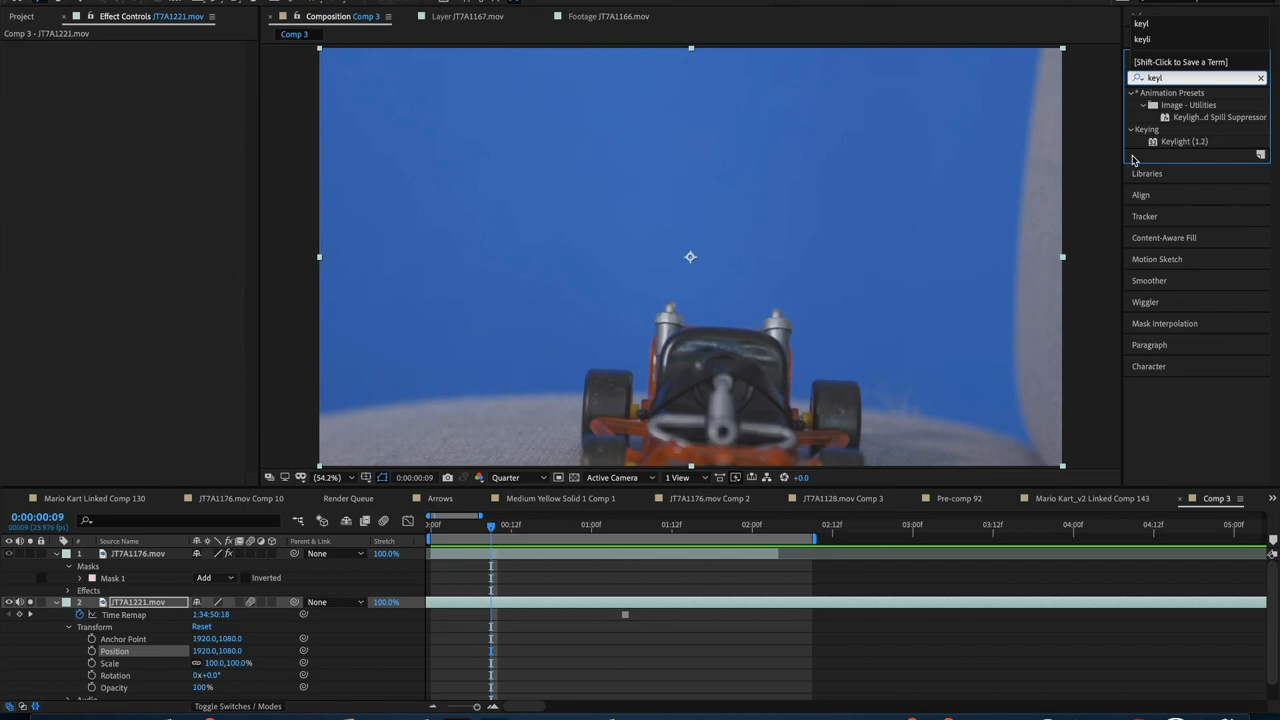 Project
Effect Controls JT7A1221.mov
Composition Comp 3
Layer JT7A1167.mov
Footage JT7A1166.mov
Comp 3 - JT7A1221.mov
Comp 3
keyl
keyli
[Shift-Click to Save a Term]
keyl
* Animation Presets
Image - Utilities
Keyligh...d Spill Suppressor
Keying
Keylight (1.2)
Libraries
Align
Tracker
Content-Aware Fill
Motion Sketch
Smoother
Wiggler
Mask Interpolation
Paragraph
Character
(54.2%)
0:00:00:09
Quarter
Active Camera
1 View
+0.0
Mario Kart Linked Comp 130
JT7A1176.mov Comp 10
Render Queue
Arrows
Medium Yellow Solid 1 Comp 1
JT7A1176.mov Comp 2
JT7A1128.mov Comp 3
Pre-comp 92
Mario Kart_v2 Linked Comp 143
Comp 3
0:00:00:09
00009 (23.976 fps)
:00f
00:12f
01:00f
01:12f
02:00f
02:12f
03:00f
03:12f
04:00f
04:12f
05:00f
#
Source Name
Parent & Link
Stretch
1
JT7A1176.mov
None
100.0%
Masks
Mask 1
Add
Inverted
Effects
2
JT7A1221.mov
None
100.0%
Time Remap
1:34:50:18
Transform
Reset
Anchor Point
1920.0,1080.0
Position
1920.0,1080.0
Scale
100.0,100.0%
Rotation
0x+0.0°
Opacity
100%
Toggle Switches / Modes